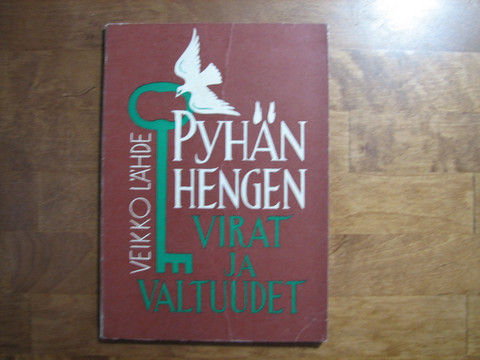 VEIKKO LÄHDE
PYHÄN
HENGEN
VIRAT
JA
VALTUUDET